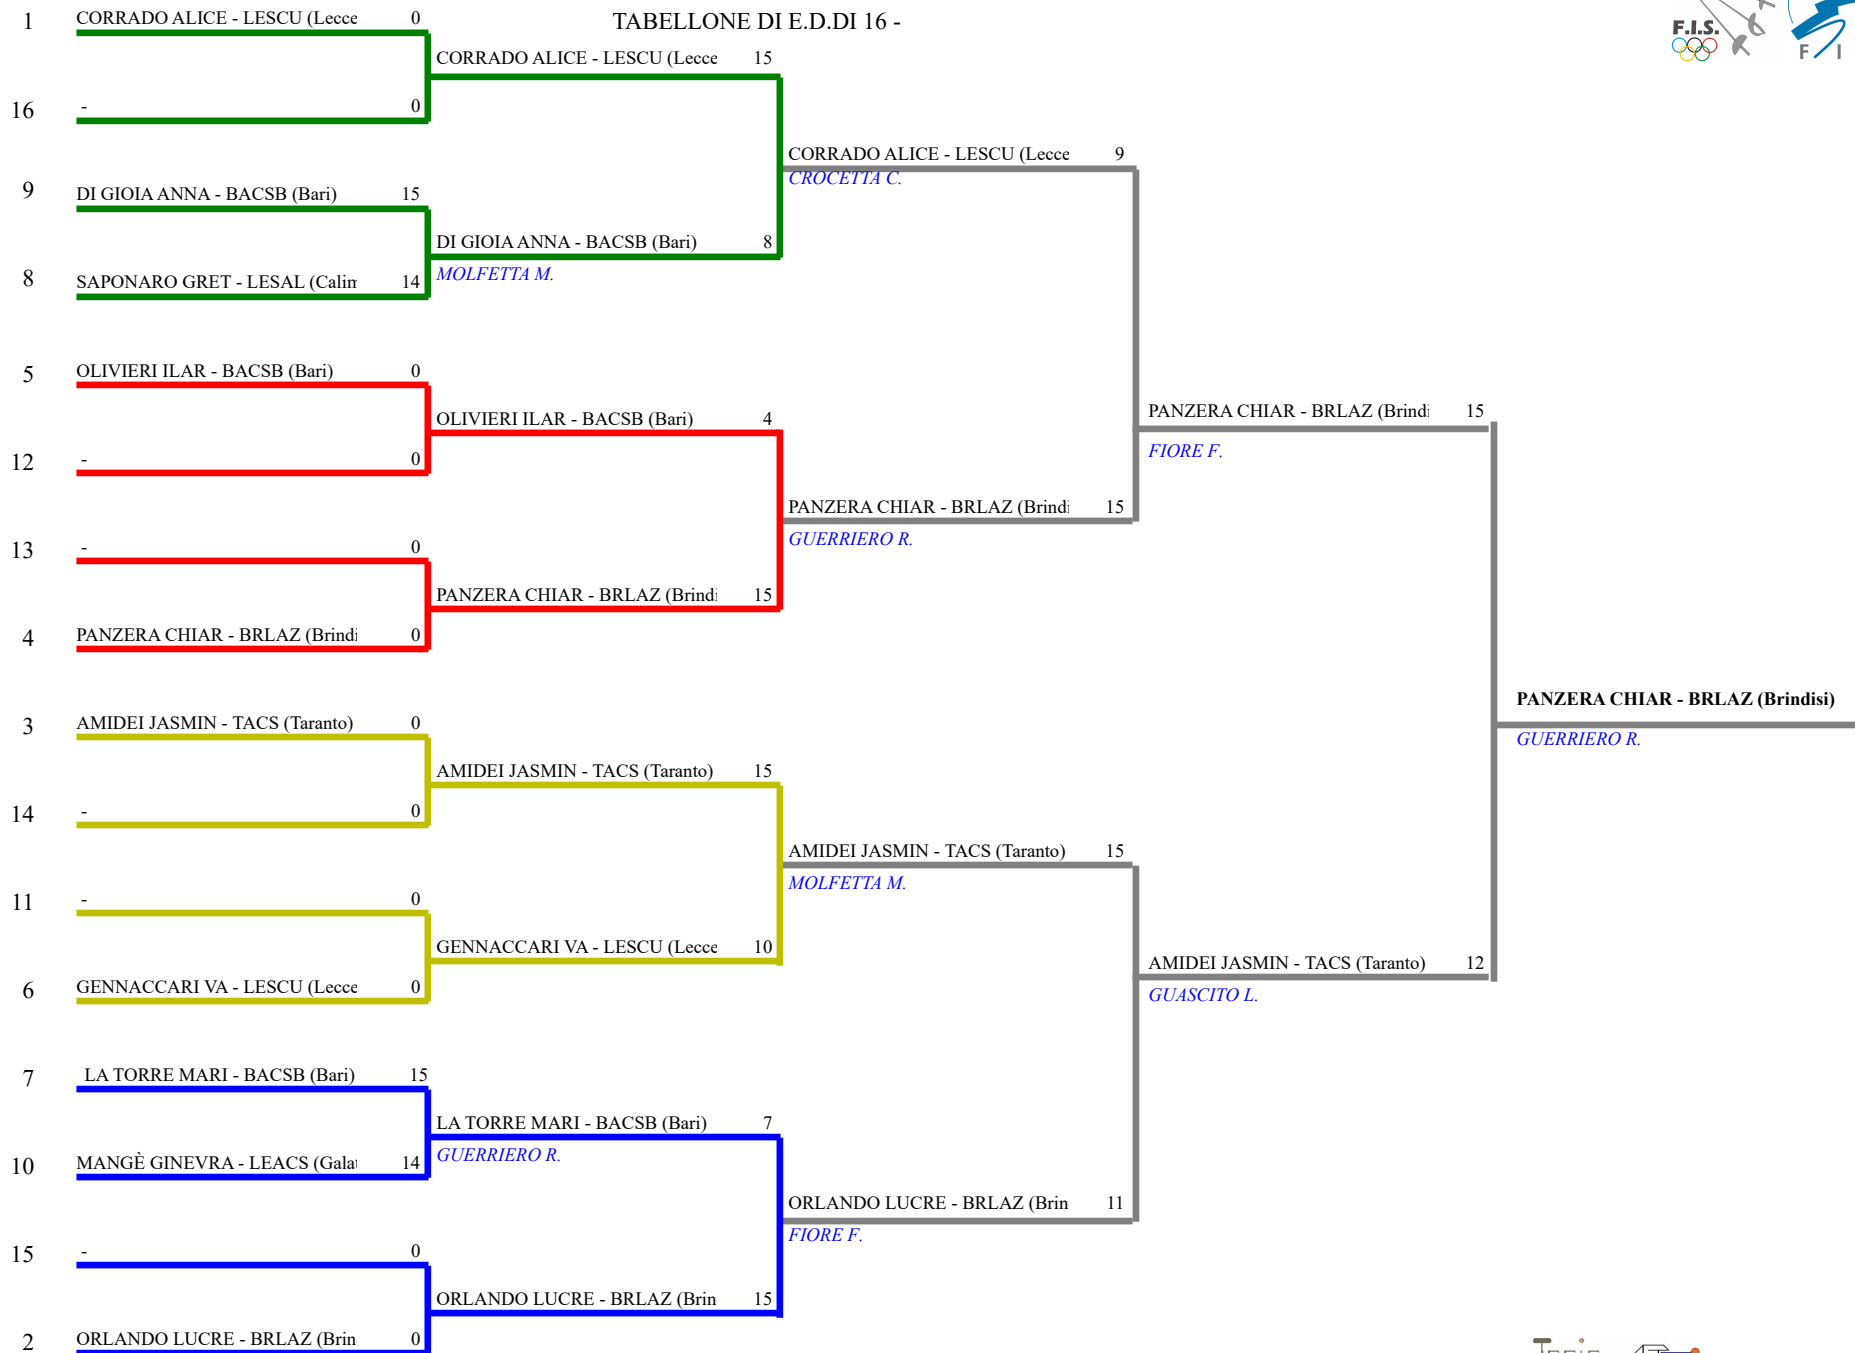 TABELLONE DI E.D.DI 16 -
F.I.S.
F I
1 CORRADO ALICE - LESCU (Lecce 0
CORRADO ALICE - LESCU (Lecce 15
16 - 0
CORRADO ALICE - LESCU (Lecce 9
CROCETTA C.
9 DI GIOIA ANNA - BACSB (Bari) 15
DI GIOIA ANNA - BACSB (Bari) 8
MOLFETTA M.
8 SAPONARO GRET - LESAL (Calim 14
5 OLIVIERI ILAR - BACSB (Bari) 0
OLIVIERI ILAR - BACSB (Bari) 4
PANZERA CHIAR - BRLAZ (Brindi 15
FIORE F.
12 - 0
PANZERA CHIAR - BRLAZ (Brindi 15
GUERRIERO R.
13 - 0
PANZERA CHIAR - BRLAZ (Brindi 15
4 PANZERA CHIAR - BRLAZ (Brindi 0
PANZERA CHIAR - BRLAZ (Brindisi)
GUERRIERO R.
3 AMIDEI JASMIN - TACS (Taranto) 0
AMIDEI JASMIN - TACS (Taranto) 15
14 - 0
AMIDEI JASMIN - TACS (Taranto) 15
MOLFETTA M.
11 - 0
GENNACCARI VA - LESCU (Lecce 10
AMIDEI JASMIN - TACS (Taranto) 12
GUASCITO L.
6 GENNACCARI VA - LESCU (Lecce 0
7 LA TORRE MARI - BACSB (Bari) 15
LA TORRE MARI - BACSB (Bari) 7
GUERRIERO R.
10 MANGÈ GINEVRA - LEACS (Galat 14
ORLANDO LUCRE - BRLAZ (Brin 11
FIORE F.
15 - 0
ORLANDO LUCRE - BRLAZ (Brin 15
2 ORLANDO LUCRE - BRLAZ (Brin 0